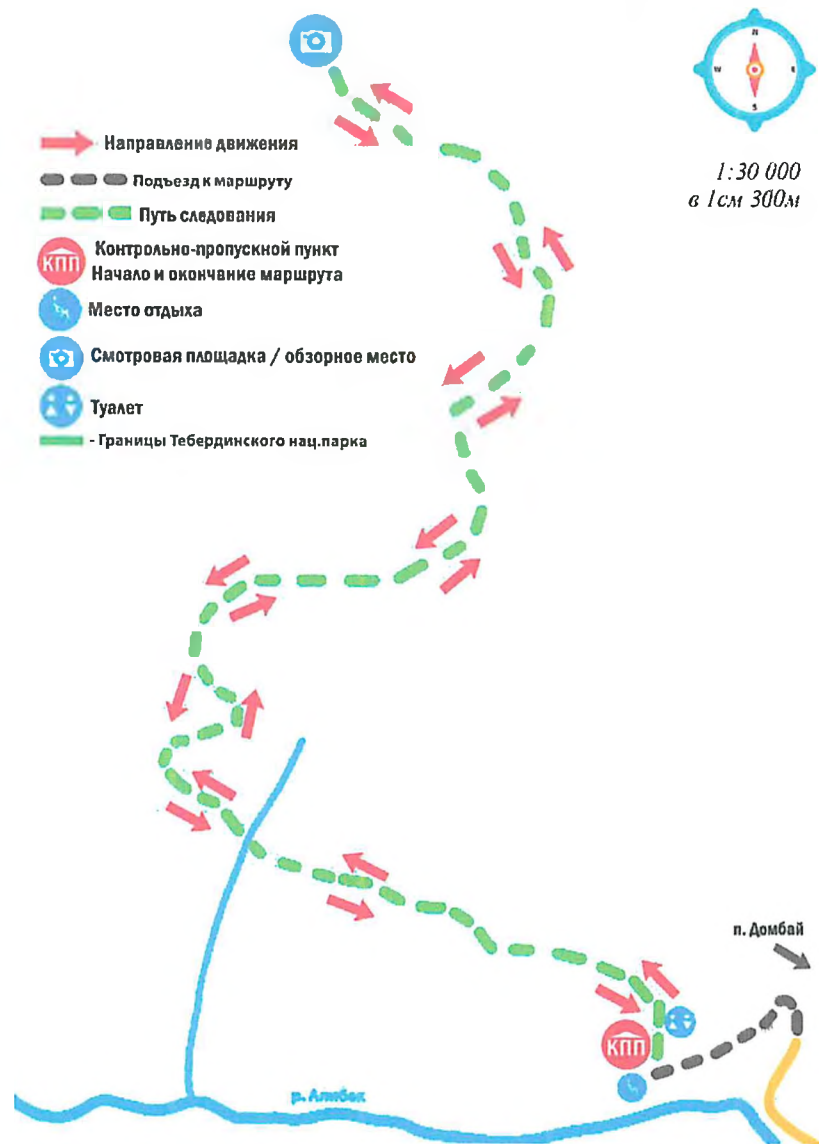 N
W
E
S
1:30 000
в 1см 300м
Направление движения
Подъезд к маршруту
Путь следования
КПП
Контрольно-пропускной пункт
Начало и окончание маршрута
Место отдыха
Смотровая площадка / обзорное место
Туалет
- Границы Тебердинского нац.парка
п. Домбай
КПП
р. Алибек